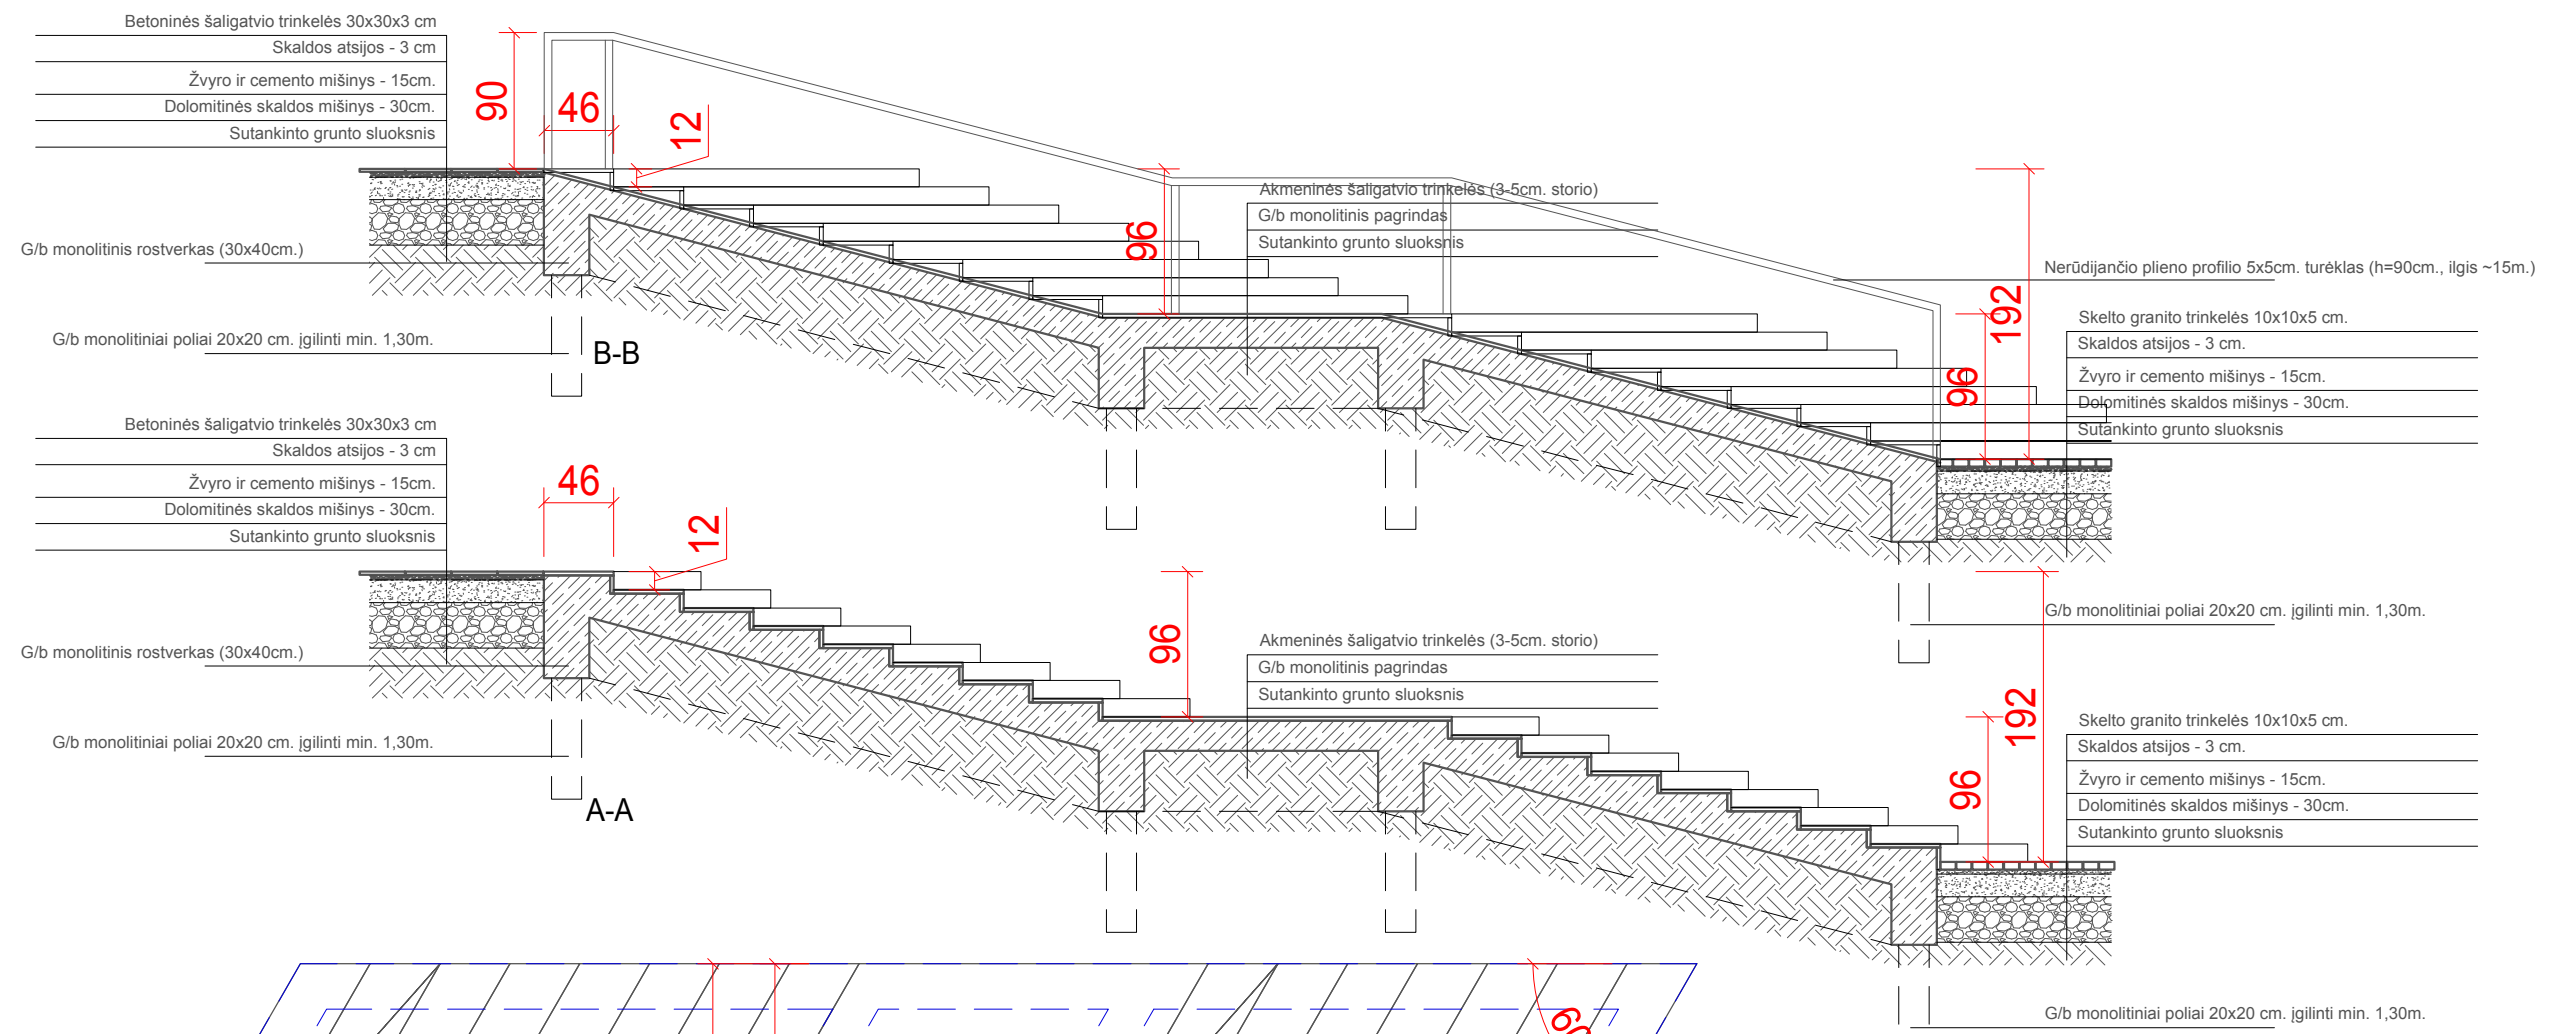 Betoninės šaligatvio trinkelės 30x30x3 cm
Skaldos atsijos - 3 cm
Žvyro ir cemento mišinys - 15cm.
Dolomitinės skaldos mišinys - 30cm.
Sutankinto grunto sluoksnis
90
46
12
96
Akmeninės šaligatvio trinkelės (3-5cm. storio)
G/b monolitinis pagrindas
Sutankinto grunto sluoksnis
G/b monolitinis rostverkas (30x40cm.)
G/b monolitiniai poliai 20x20 cm. įgilinti min. 1,30m.
B-B
Nerūdijančio plieno profilio 5x5cm. turėklas (h=90cm., ilgis ~15m.)
192
96
Skelto granito trinkelės 10x10x5 cm.
Skaldos atsijos - 3 cm.
Žvyro ir cemento mišinys - 15cm.
Dolomitinės skaldos mišinys - 30cm.
Sutankinto grunto sluoksnis
G/b monolitiniai poliai 20x20 cm. įgilinti min. 1,30m.
Betoninės šaligatvio trinkelės 30x30x3 cm
Skaldos atsijos - 3 cm
Žvyro ir cemento mišinys - 15cm.
Dolomitinės skaldos mišinys - 30cm.
Sutankinto grunto sluoksnis
46
12
96
Akmeninės šaligatvio trinkelės (3-5cm. storio)
G/b monolitinis pagrindas
Sutankinto grunto sluoksnis
G/b monolitinis rostverkas (30x40cm.)
G/b monolitiniai poliai 20x20 cm. įgilinti min. 1,30m.
A-A
192
96
Skelto granito trinkelės 10x10x5 cm.
Skaldos atsijos - 3 cm.
Žvyro ir cemento mišinys - 15cm.
Dolomitinės skaldos mišinys - 30cm.
Sutankinto grunto sluoksnis
G/b monolitiniai poliai 20x20 cm. įgilinti min. 1,30m.